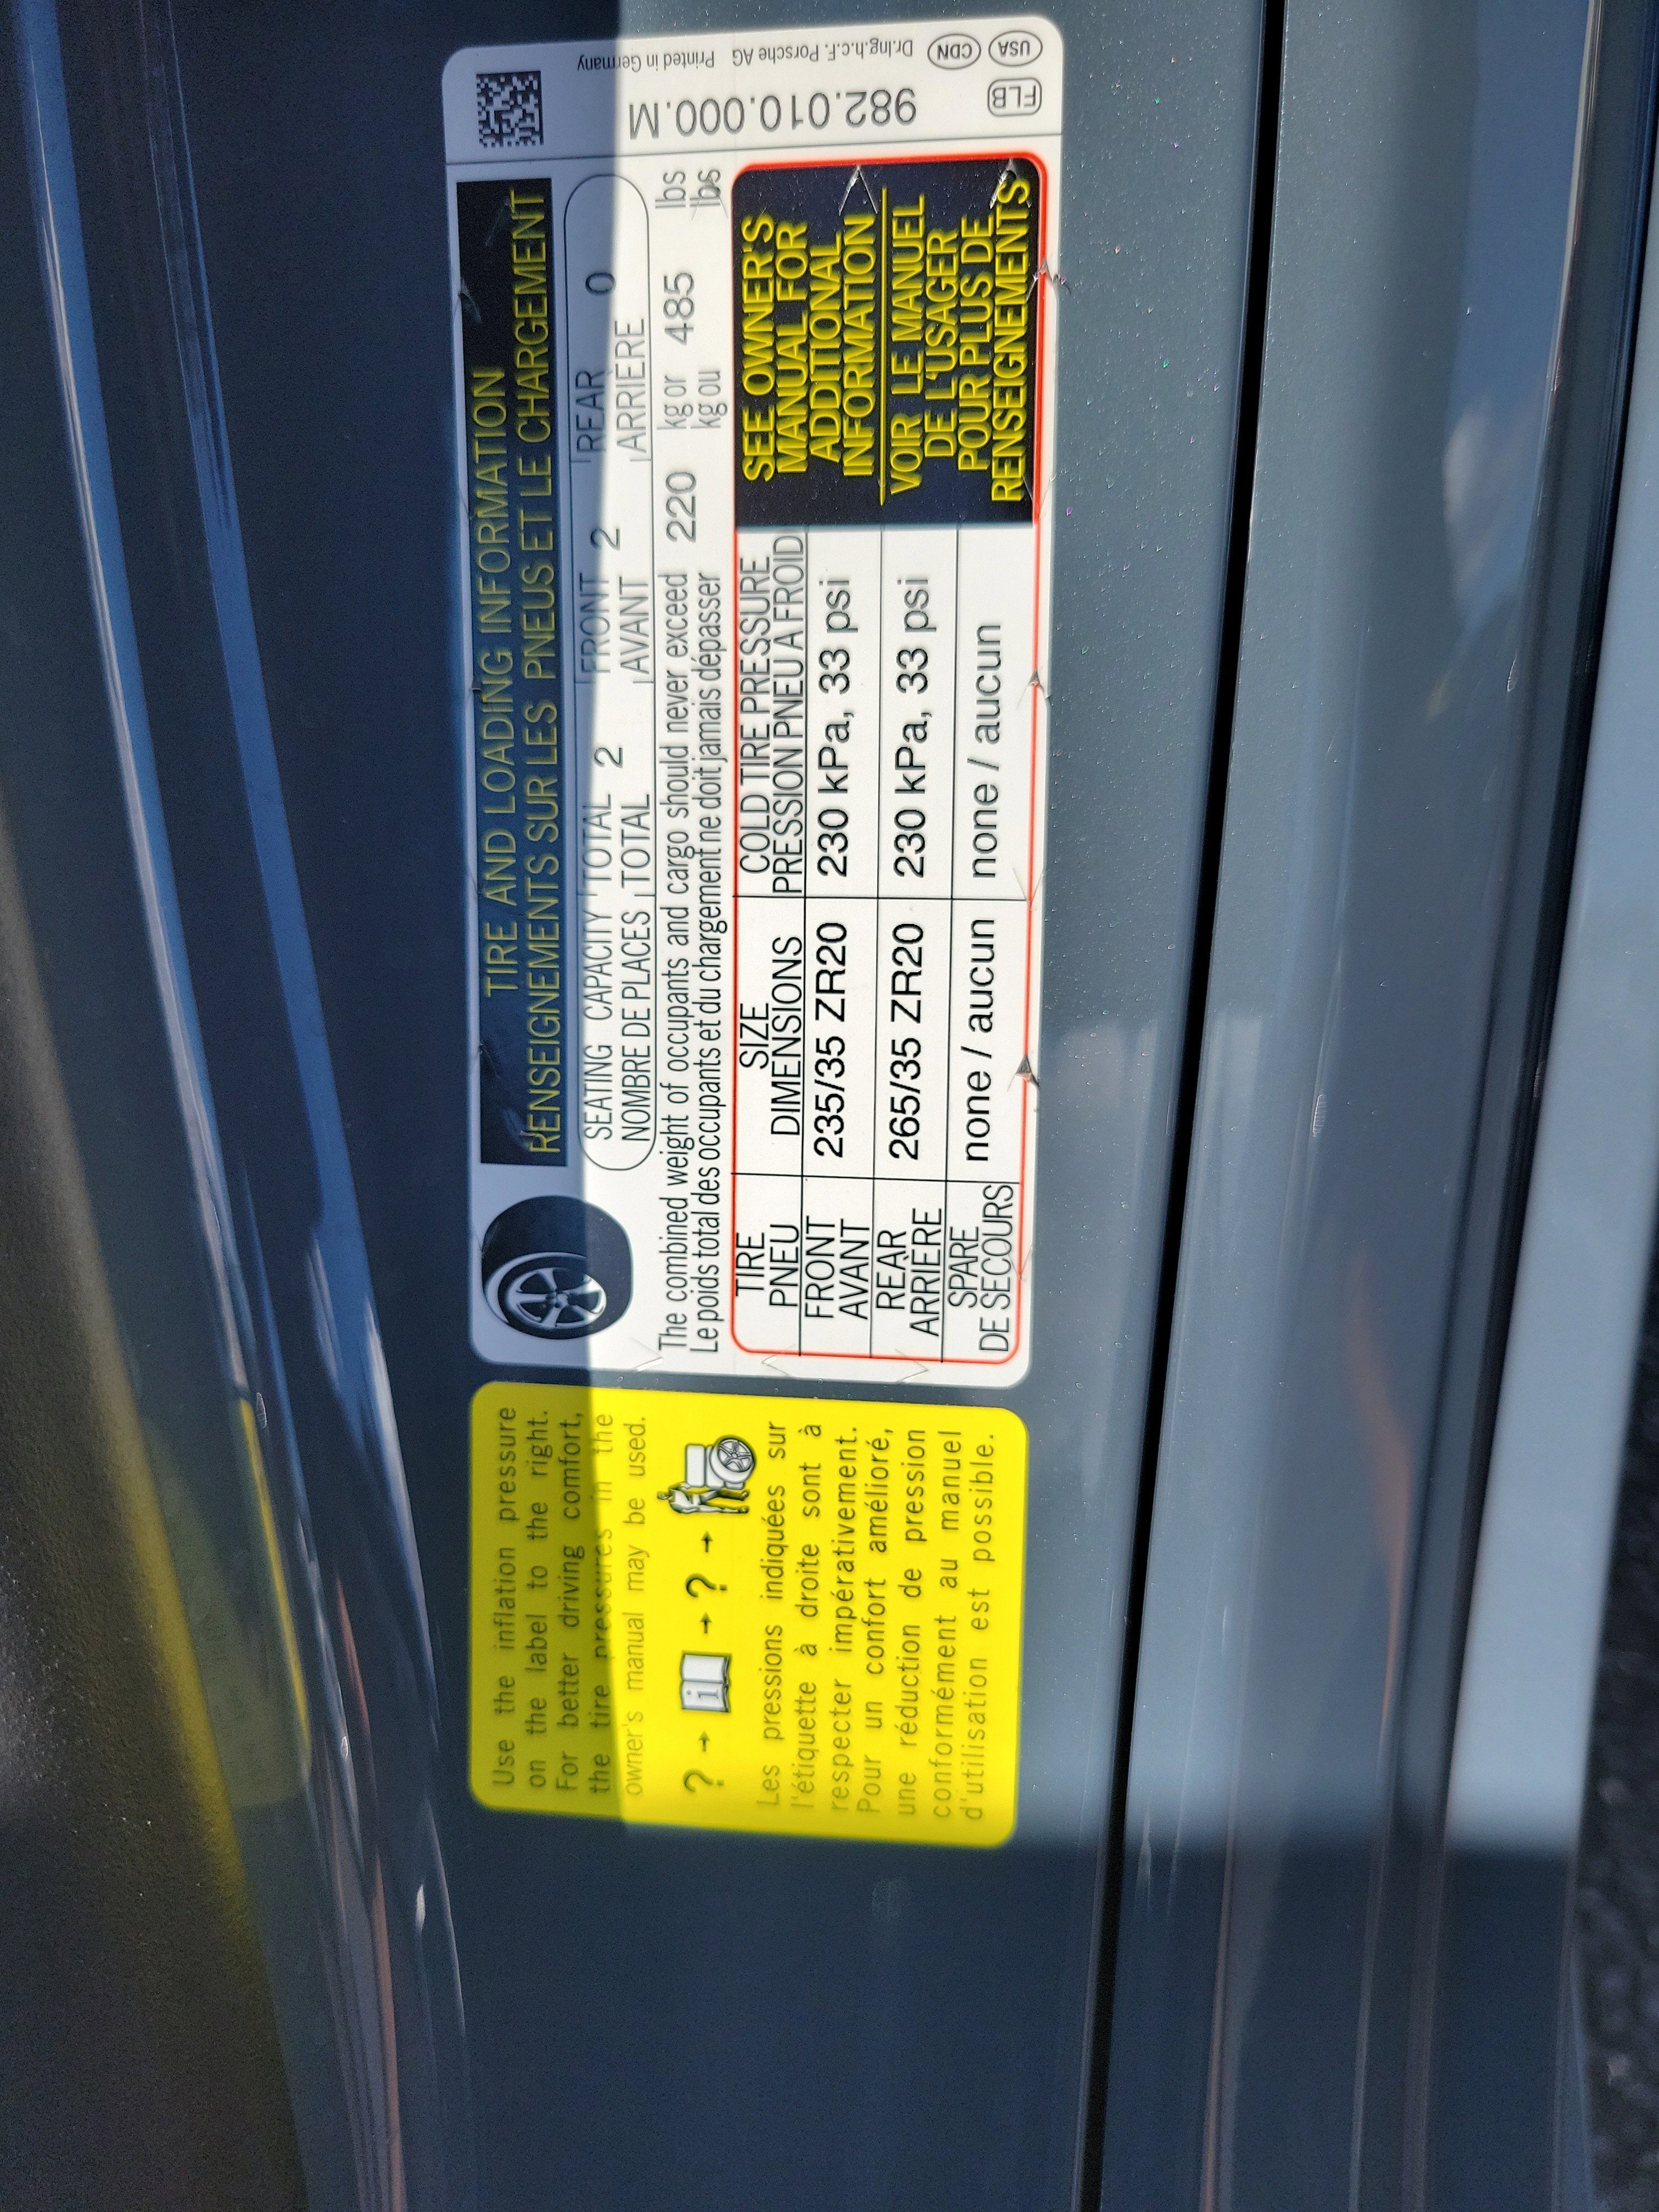 Use the inflation pressure
on the label to the right.
For better driving comfort,
the tire pressures in the
owner's manual may be used.
? → i → ? →
Les pressions indiquées sur
l'étiquette à droite sont à
respecter impérativement.
Pour un confort amélioré,
une réduction de pression
conformément au manuel
d'utilisation est possible.
TIRE AND LOADING INFORMATION
RENSEIGNEMENTS SUR LES PNEUS ET LE CHARGEMENT
SEATING CAPACITY TOTAL 2 FRONT 2 REAR 0
NOMBRE DE PLACES TOTAL AVANT ARRIÈRE
The combined weight of occupants and cargo should never exceed 220 kg or 485 lbs
Le poids total des occupants et du chargement ne doit jamais dépasser kg ou lbs
TIRE SIZE COLD TIRE PRESSURE
PNEU DIMENSIONS PRESSION PNEU A FROID
FRONT 235/35 ZR20 230 kPa, 33 psi
AVANT
REAR 265/35 ZR20 230 kPa, 33 psi
ARRIÈRE
SPARE none / aucun none / aucun
DE SECOURS
SEE OWNER'S
MANUAL FOR
ADDITIONAL
INFORMATION
VOIR LE MANUEL
DE L'USAGER
POUR PLUS DE
RENSEIGNEMENTS
FLB
982.010.000.M
USA CDN Dr.Ing.h.c.F. Porsche AG Printed in Germany